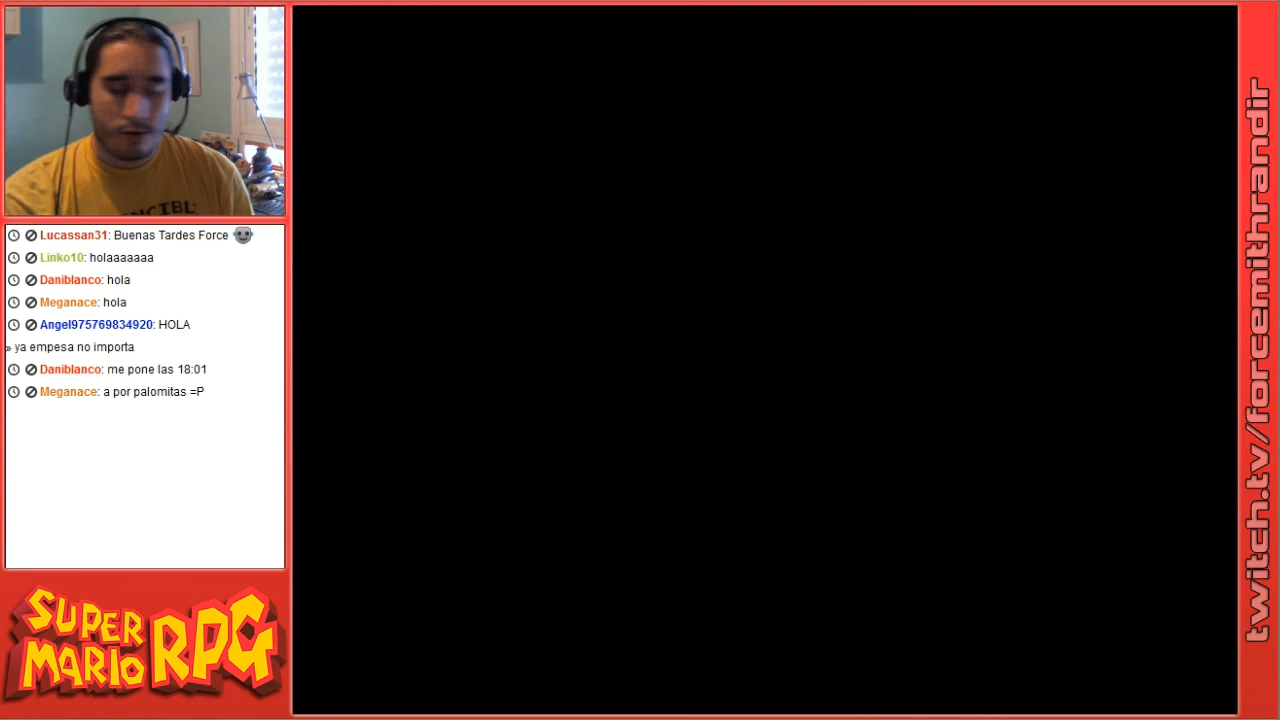 Lucassan31: Buenas Tardes Force
Linko10: holaaaaaaa
Daniblanco: hola
Meganace: hola
Angel975769834920: HOLA
» ya empesa no importa
Daniblanco: me pone las 18:01
Meganace: a por palomitas =P
SUPER
MARIO RPG
twitch.tv/forcemithrandir